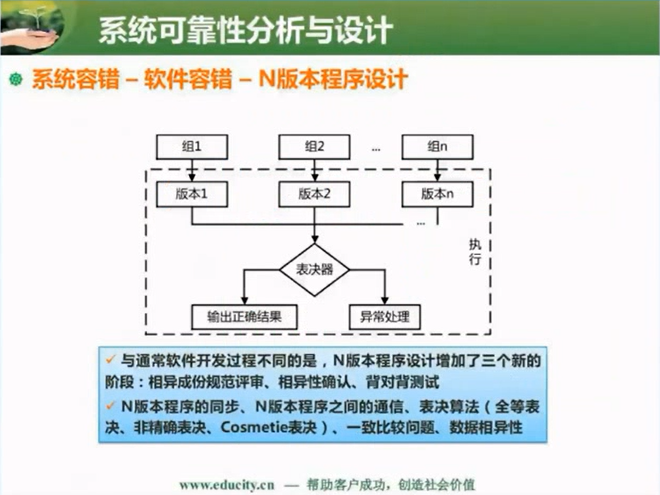 系统可靠性分析与设计
系统容错 – 软件容错 – N版本程序设计
组1 组2 ... 组n
版本1 版本2 版本n
...
执行
表决器
输出正确结果 异常处理
✓ 与通常软件开发过程不同的是，N版本程序设计增加了三个新的
阶段：相异成份规范评审、相异性确认、背对背测试
✓ N版本程序的同步、N版本程序之间的通信、表决算法（全等表
决、非精确表决、Cosmetie表决）、一致比较问题、数据相异性
www.educity.cn — 帮助客户成功，创造社会价值